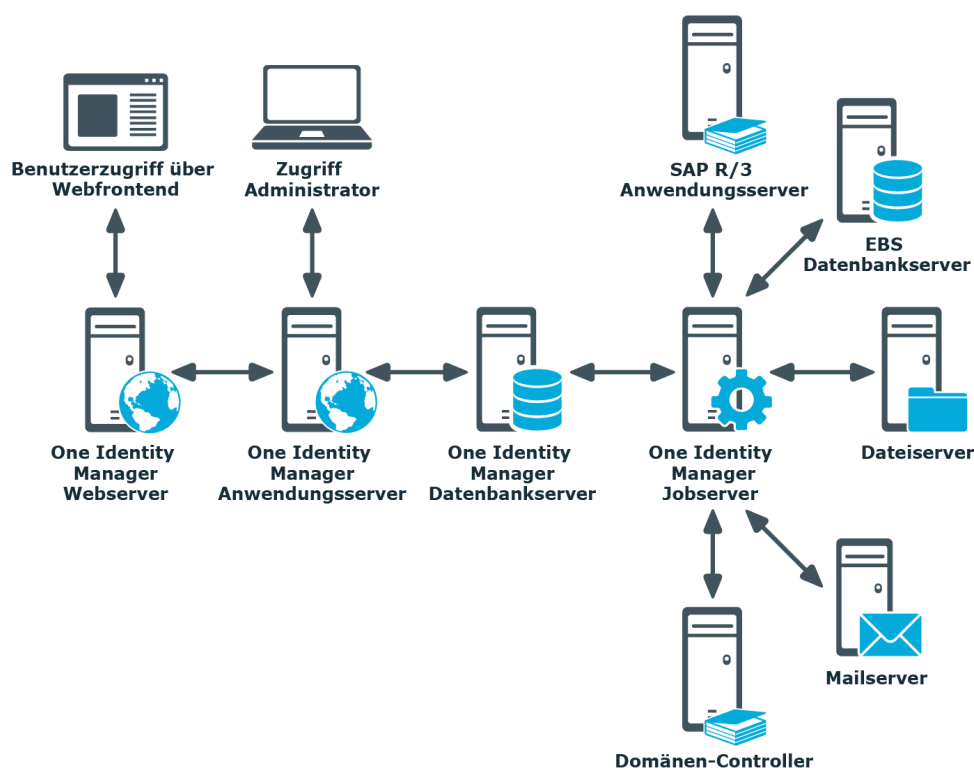 Benutzerzugriff über
Webfrontend
Zugriff
Administrator
SAP R/3
Anwendungsserver
EBS
Datenbankserver
One Identity
Manager
Webserver
One Identity
Manager
Anwendungsserver
One Identity
Manager
Datenbankserver
One Identity
Manager
Jobserver
Dateiserver
Mailserver
Domänen-Controller